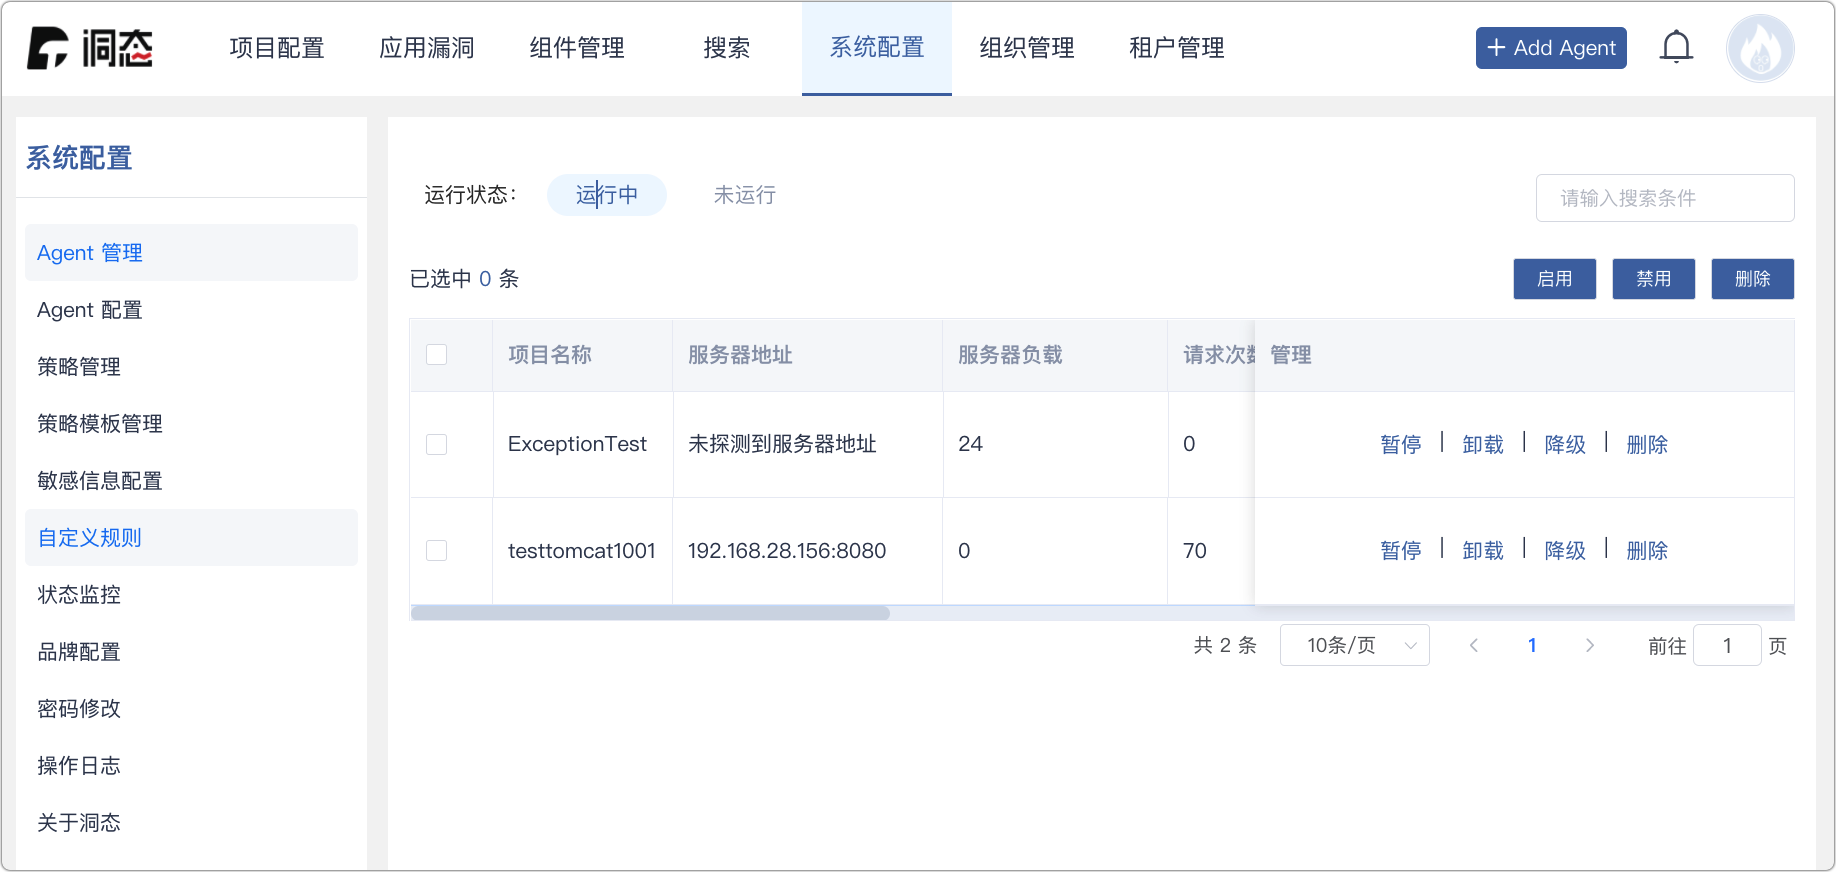 洞态
项目配置 应用漏洞 组件管理 搜索 系统配置 组织管理 租户管理
+ Add Agent
系统配置
Agent 管理
Agent 配置
策略管理
策略模板管理
敏感信息配置
自定义规则
状态监控
品牌配置
密码修改
操作日志
关于洞态
运行状态： 运行中 未运行
请输入搜索条件
已选中 0 条
启用 禁用 删除
项目名称 服务器地址 服务器负载 请求次 管理
ExceptionTest 未探测到服务器地址 24 0 暂停 | 卸载 | 降级 | 删除
testtomcat1001 192.168.28.156:8080 0 70 暂停 | 卸载 | 降级 | 删除
共 2 条 10条/页 < 1 > 前往 1 页